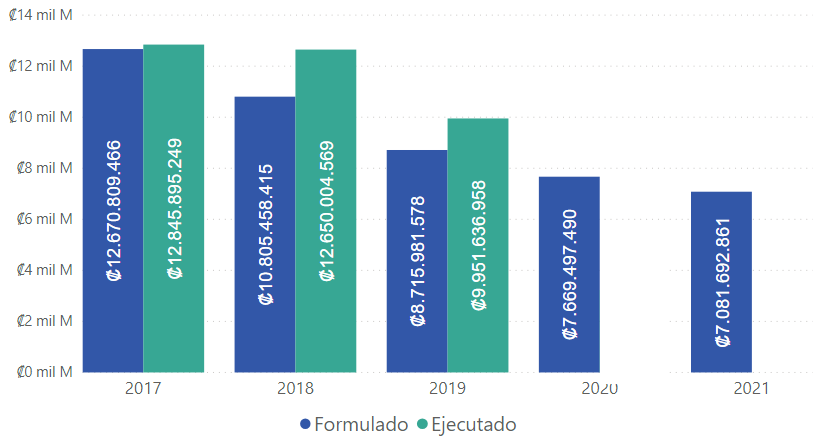 ₡14 mil M
₡12 mil M
₡10 mil M
₡8 mil M
₡6 mil M
₡4 mil M
₡2 mil M
₡0 mil M
₡12.670.809.466
₡12.845.895.249
₡10.805.458.415
₡12.650.004.569
₡8.715.981.578
₡9.951.636.958
₡7.669.497.490
₡7.081.692.861
2017
2018
2019
2020
2021
Formulado Ejecutado